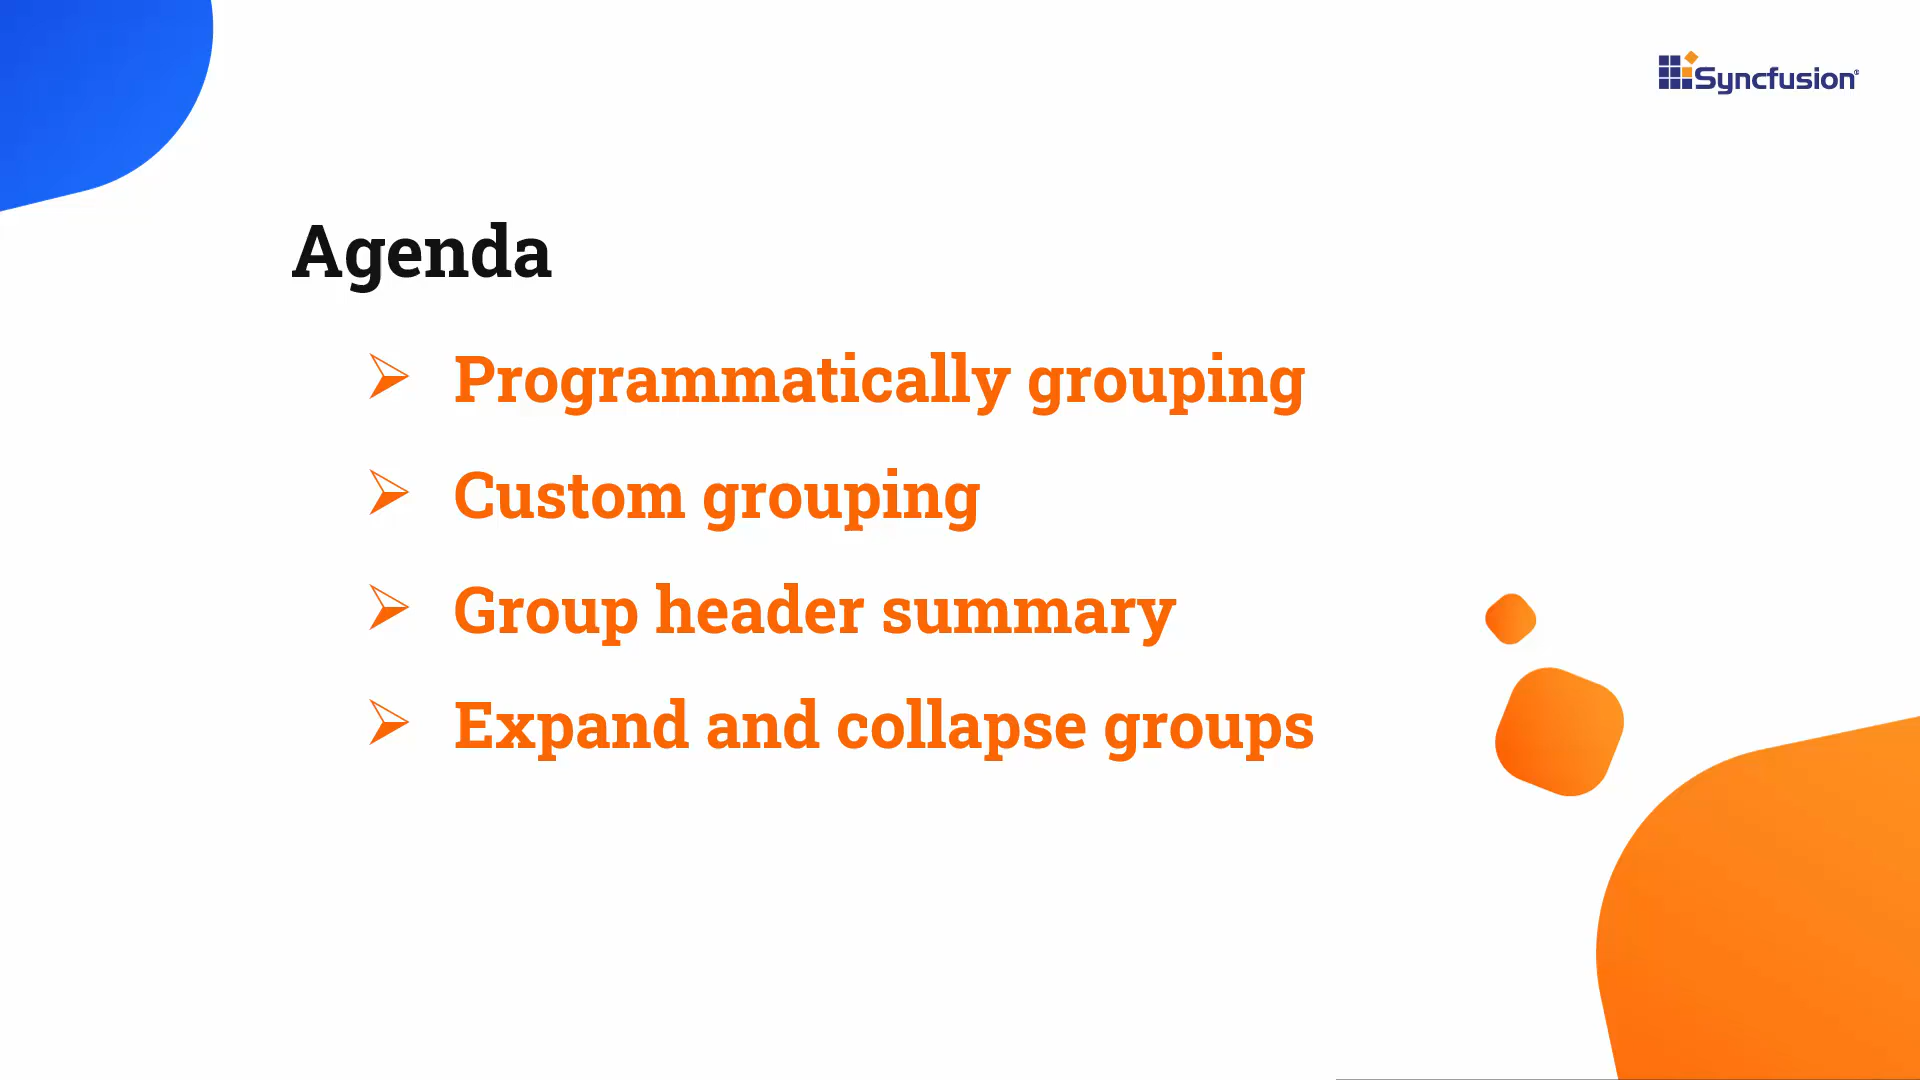 Syncfusion®
Agenda
➢ Programmatically grouping
➢ Custom grouping
➢ Group header summary
➢ Expand and collapse groups